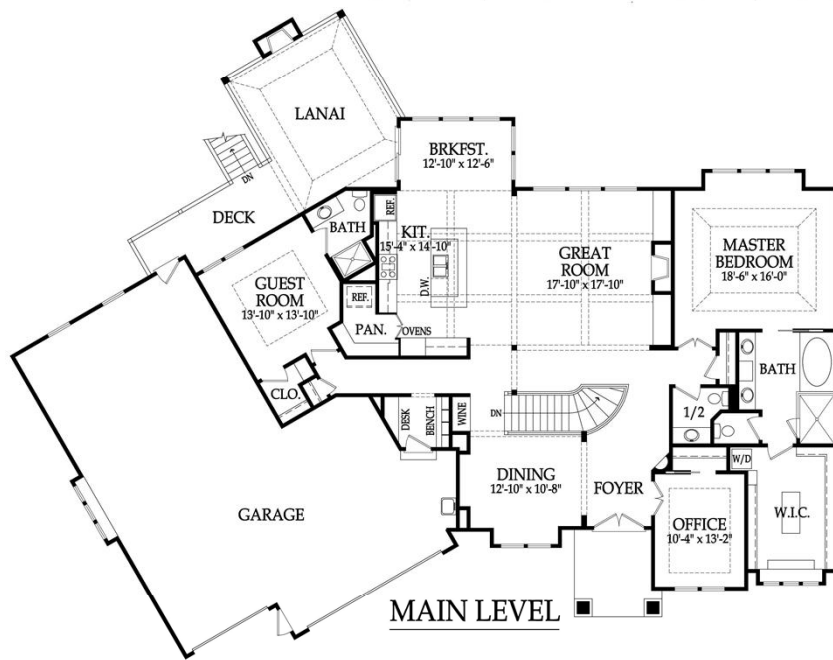 LANAI
BRKFST.
12'-10" x 12'-6"
DN
DECK
REF.
BATH
KIT.
15'-4" x 14'-10"
D.W.
GREAT
ROOM
17'-10" x 17'-10"
MASTER
BEDROOM
18'-6" x 16'-0"
GUEST
ROOM
13'-10" x 13'-10"
REF.
PAN.
OVENS
BATH
CLO.
DESK
BENCH
WINE
DN
1/2
W/D
DINING
12'-10" x 10'-8"
FOYER
OFFICE
10'-4" x 13'-2"
W.I.C.
GARAGE
MAIN LEVEL